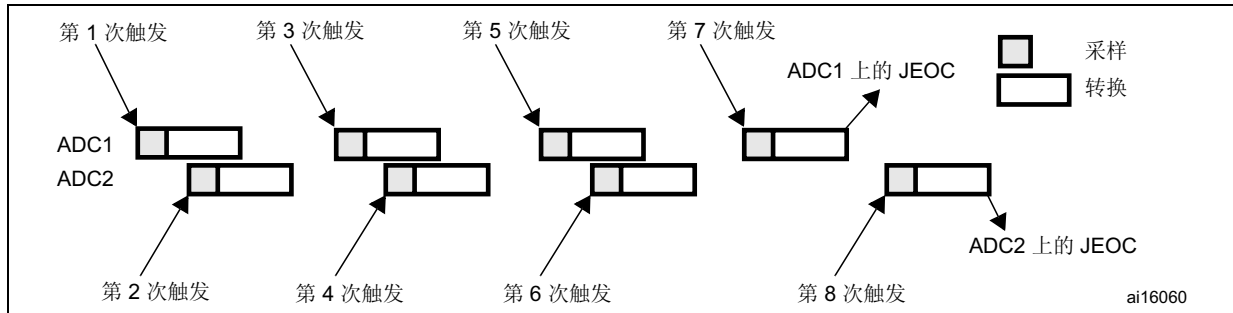 第 1 次触发
第 3 次触发
第 5 次触发
第 7 次触发
采样
转换
ADC1 上的 JEOC
ADC1
ADC2
ADC2 上的 JEOC
第 2 次触发
第 4 次触发
第 6 次触发
第 8 次触发
ai16060